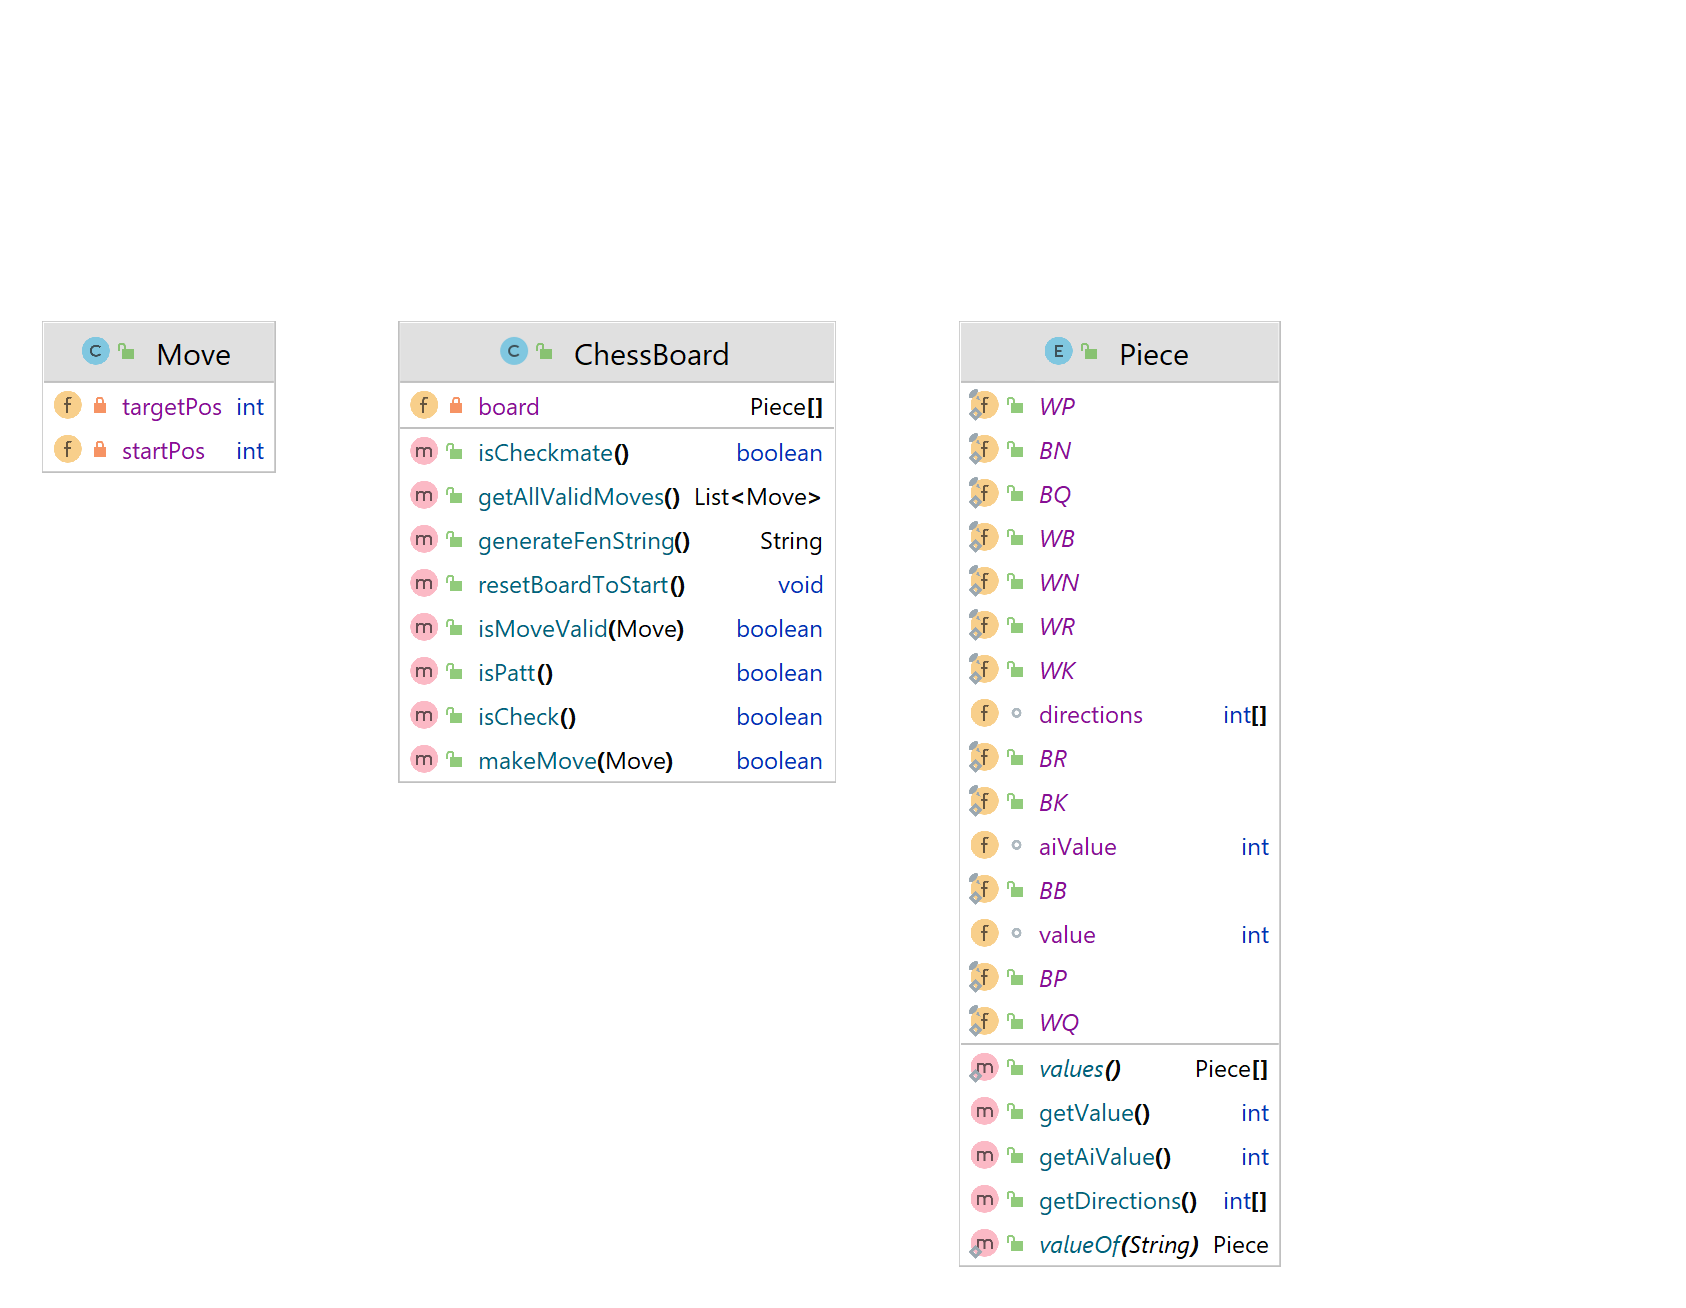 C Move
f targetPos int
f startPos int
C ChessBoard
f board Piece[]
m isCheckmate() boolean
m getAllValidMoves() List<Move>
m generateFenString() String
m resetBoardToStart() void
m isMoveValid(Move) boolean
m isPatt() boolean
m isCheck() boolean
m makeMove(Move) boolean
E Piece
f WP
f BN
f BQ
f WB
f WN
f WR
f WK
f directions int[]
f BR
f BK
f aiValue int
f BB
f value int
f BP
f WQ
m values() Piece[]
m getValue() int
m getAiValue() int
m getDirections() int[]
m valueOf(String) Piece